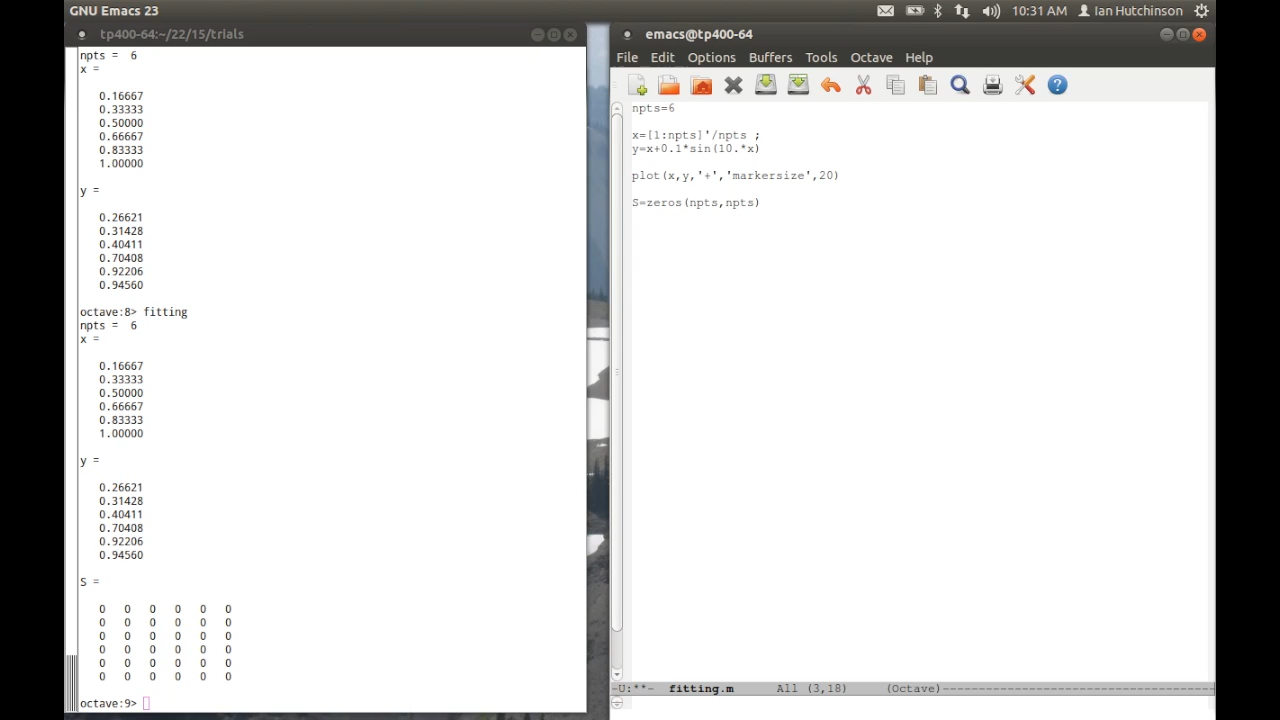 GNU Emacs 23
10:31 AM Ian Hutchinson
tp400-64:~/22/15/trials
npts = 6
x =
0.16667
0.33333
0.50000
0.66667
0.83333
1.00000
y =
0.26621
0.31428
0.40411
0.70408
0.92206
0.94560
octave:8> fitting
npts = 6
x =
0.16667
0.33333
0.50000
0.66667
0.83333
1.00000
y =
0.26621
0.31428
0.40411
0.70408
0.92206
0.94560
S =
0 0 0 0 0 0
0 0 0 0 0 0
0 0 0 0 0 0
0 0 0 0 0 0
0 0 0 0 0 0
0 0 0 0 0 0
octave:9>
emacs@tp400-64
File Edit Options Buffers Tools Octave Help
npts=6
x=[1:npts]'/npts ;
y=x+0.1*sin(10.*x)
plot(x,y,'+','markersize',20)
S=zeros(npts,npts)
-U:**- fitting.m All (3,18) (Octave)----------------------------------------